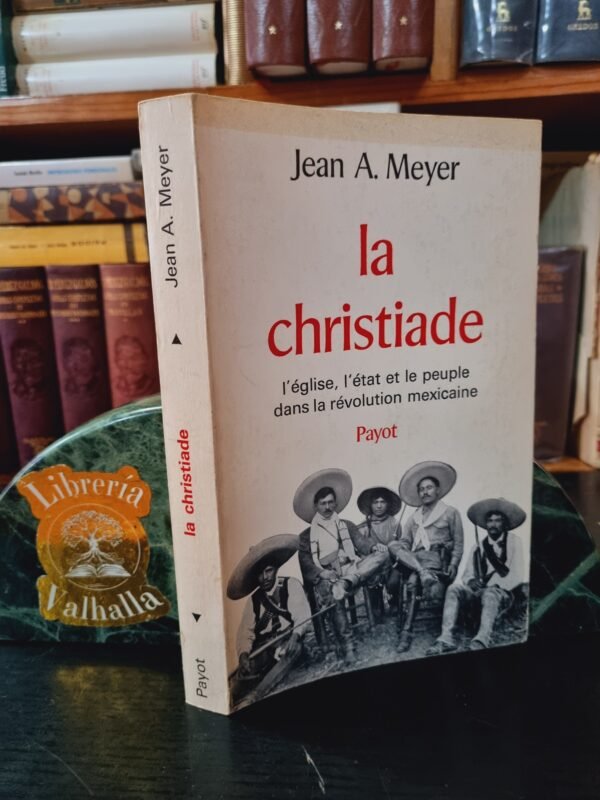 Jean A. Meyer
la
christiade
l'église, l'état et le peuple
dans la révolution mexicaine
Payot
Jean A. Meyer
la christiade
Payot
Librería
Valhalla
GREDOS